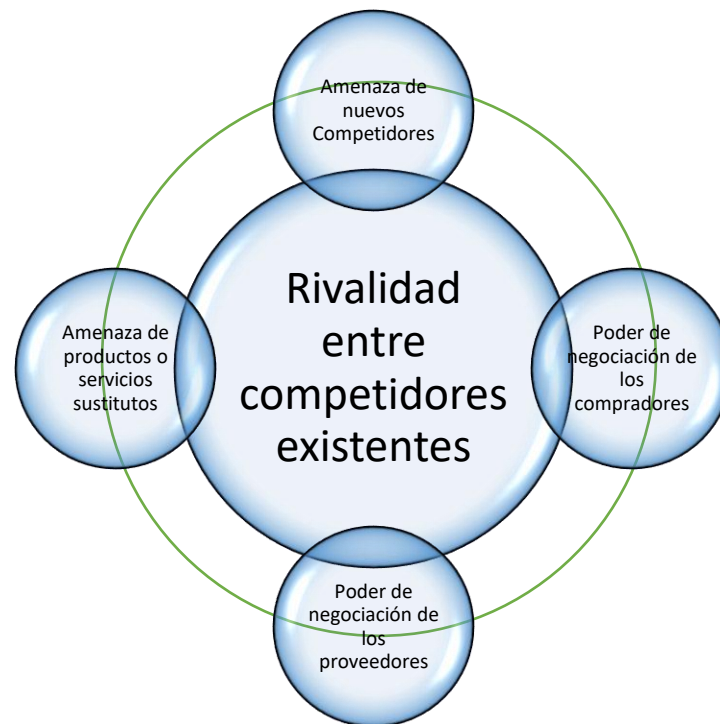 Amenaza de
nuevos
Competidores
Rivalidad
entre
competidores
existentes
Amenaza de
productos o
servicios
sustitutos
Poder de
negociación de
los
compradores
Poder de
negociación de
los
proveedores